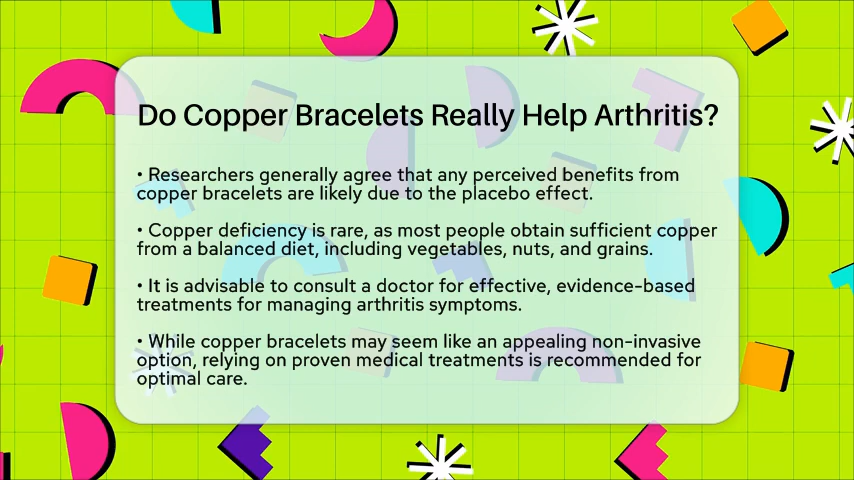 Do Copper Bracelets Really Help Arthritis?
• Researchers generally agree that any perceived benefits from
copper bracelets are likely due to the placebo effect.
• Copper deficiency is rare, as most people obtain sufficient copper
from a balanced diet, including vegetables, nuts, and grains.
• It is advisable to consult a doctor for effective, evidence-based
treatments for managing arthritis symptoms.
• While copper bracelets may seem like an appealing non-invasive
option, relying on proven medical treatments is recommended for
optimal care.